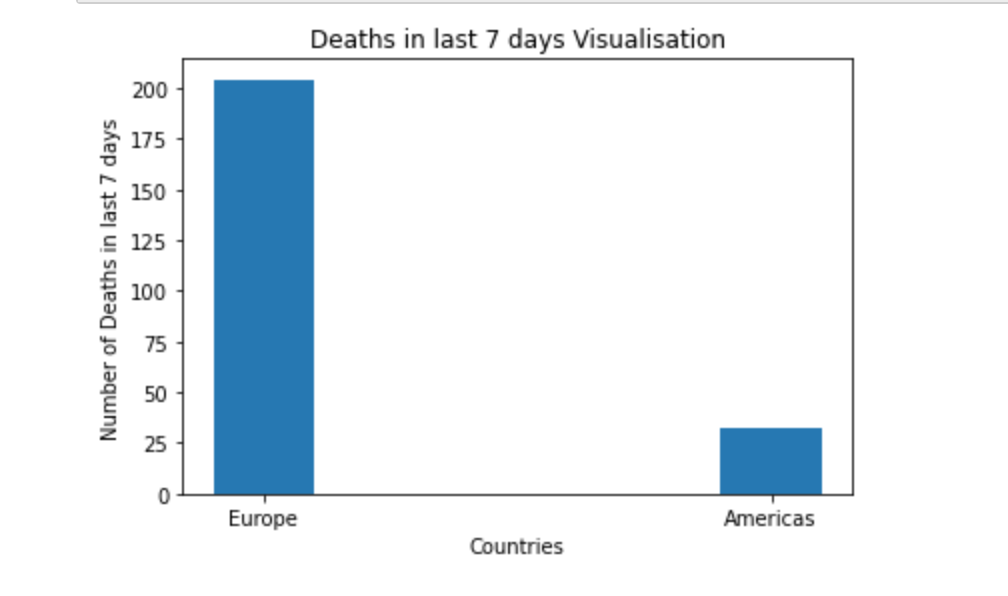 Deaths in last 7 days Visualisation
Number of Deaths in last 7 days
200
175
150
125
100
75
50
25
0
Europe Americas
Countries